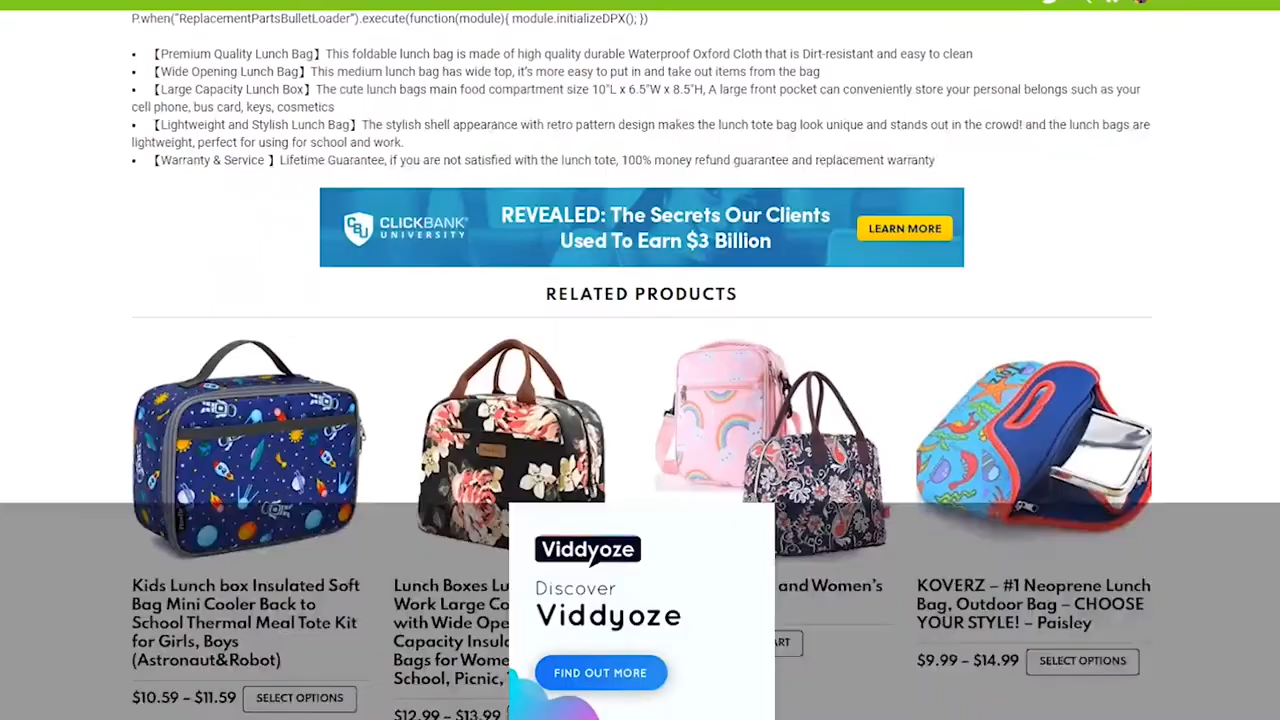 P.when("ReplacementPartsBulletLoader").execute(function(module){ module.initializeDPX(); })
• 【Premium Quality Lunch Bag】This foldable lunch bag is made of high quality durable Waterproof Oxford Cloth that is Dirt-resistant and easy to clean
• 【Wide Opening Lunch Bag】This medium lunch bag has wide top, it's more easy to put in and take out items from the bag
• 【Large Capacity Lunch Box】The cute lunch bags main food compartment size 10"L x 6.5"W x 8.5"H, A large front pocket can conveniently store your personal belongs such as your
cell phone, bus card, keys, cosmetics
• 【Lightweight and Stylish Lunch Bag】The stylish shell appearance with retro pattern design makes the lunch tote bag look unique and stands out in the crowd! and the lunch bags are
lightweight, perfect for using for school and work.
• 【Warranty & Service 】Lifetime Guarantee, if you are not satisfied with the lunch tote, 100% money refund guarantee and replacement warranty
CBU CLICKBANK®
UNIVERSITY
REVEALED: The Secrets Our Clients
Used To Earn $3 Billion
LEARN MORE
RELATED PRODUCTS
Kids Lunch box Insulated Soft
Bag Mini Cooler Back to
School Thermal Meal Tote Kit
for Girls, Boys
(Astronaut&Robot)
$10.59 – $11.59 SELECT OPTIONS
Lunch Boxes Lu
Work Large Co
with Wide Ope
Capacity Insula
Bags for Wome
School, Picnic,
$12.99 – $13.99
Viddyoze
Discover
Viddyoze
FIND OUT MORE
and Women's
ART
KOVERZ – #1 Neoprene Lunch
Bag, Outdoor Bag – CHOOSE
YOUR STYLE! – Paisley
$9.99 – $14.99 SELECT OPTIONS